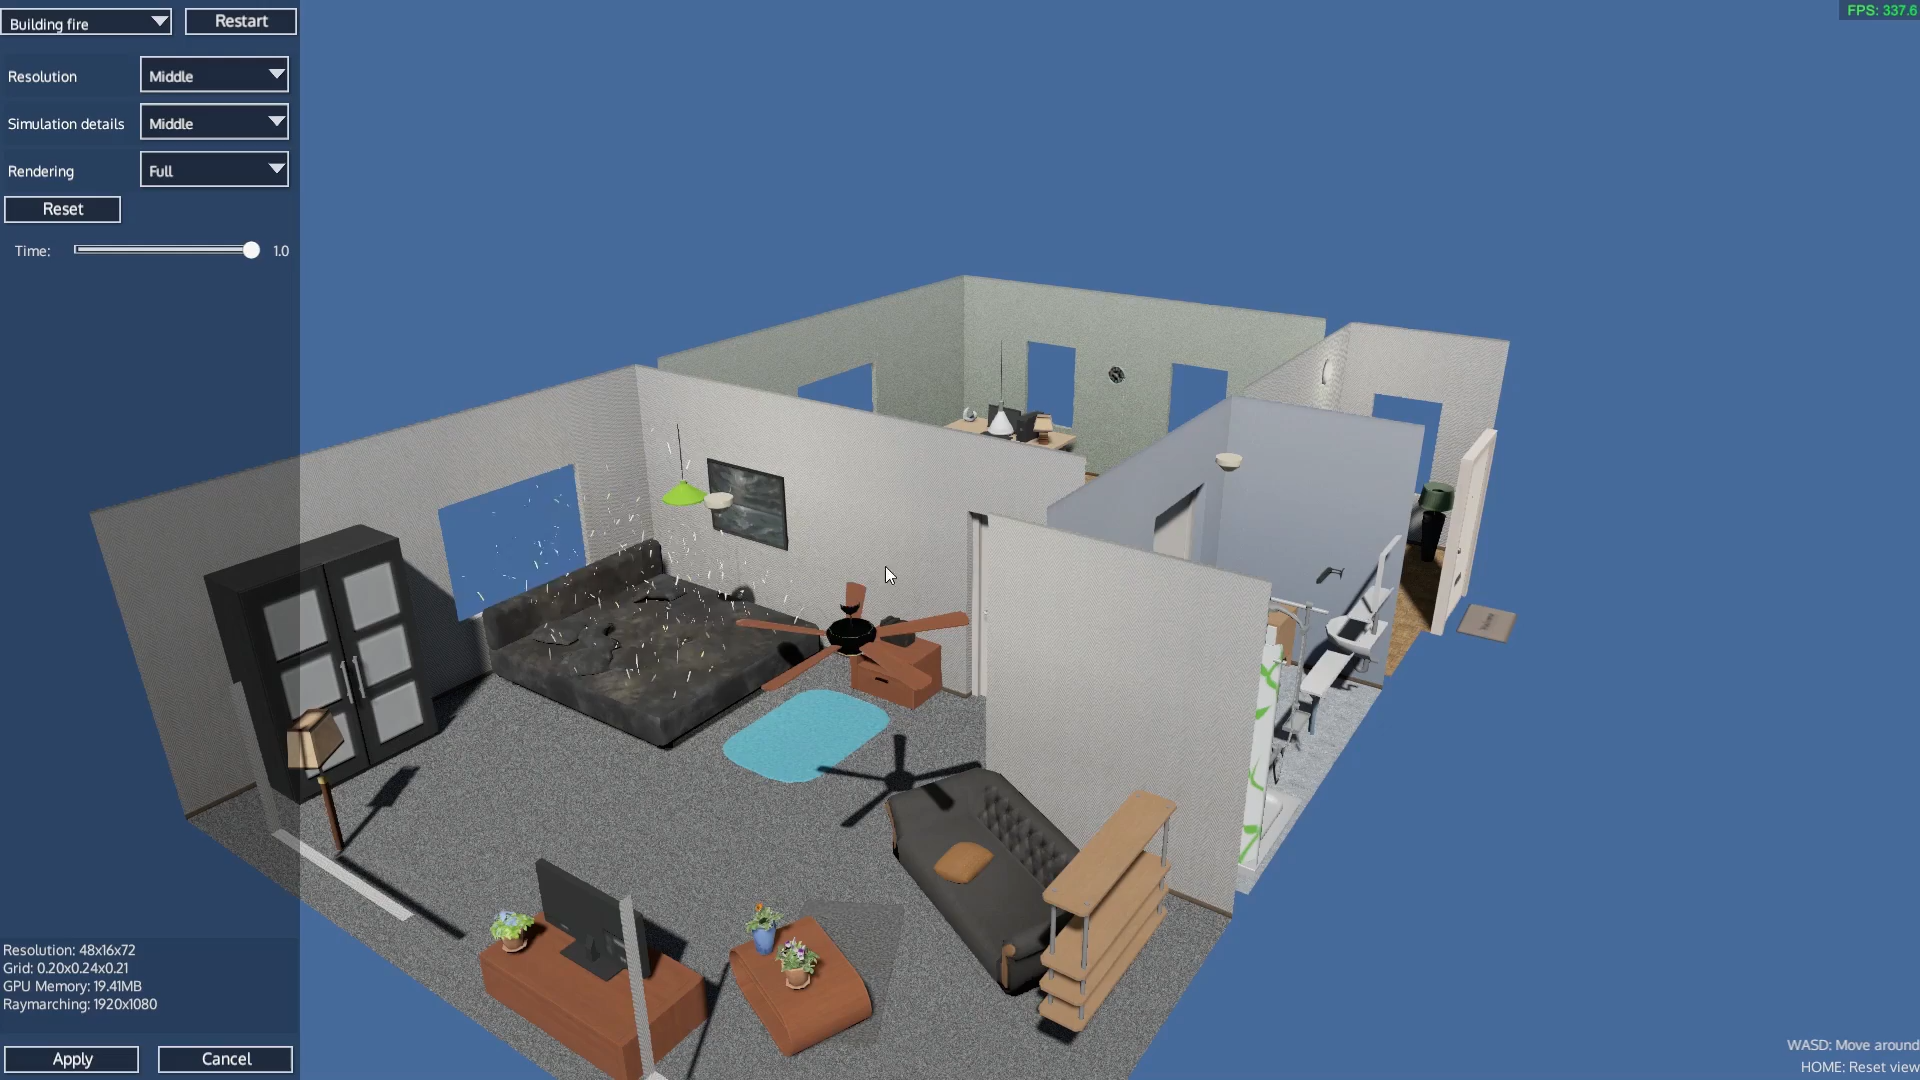 Building fire
Restart
FPS: 337.6
Resolution
Middle
Simulation details
Middle
Rendering
Full
Reset
Time:
1.0
Resolution: 48x16x72
Grid: 0.20x0.24x0.21
GPU Memory: 19.41MB
Raymarching: 1920x1080
Apply
Cancel
WASD: Move around
HOME: Reset view